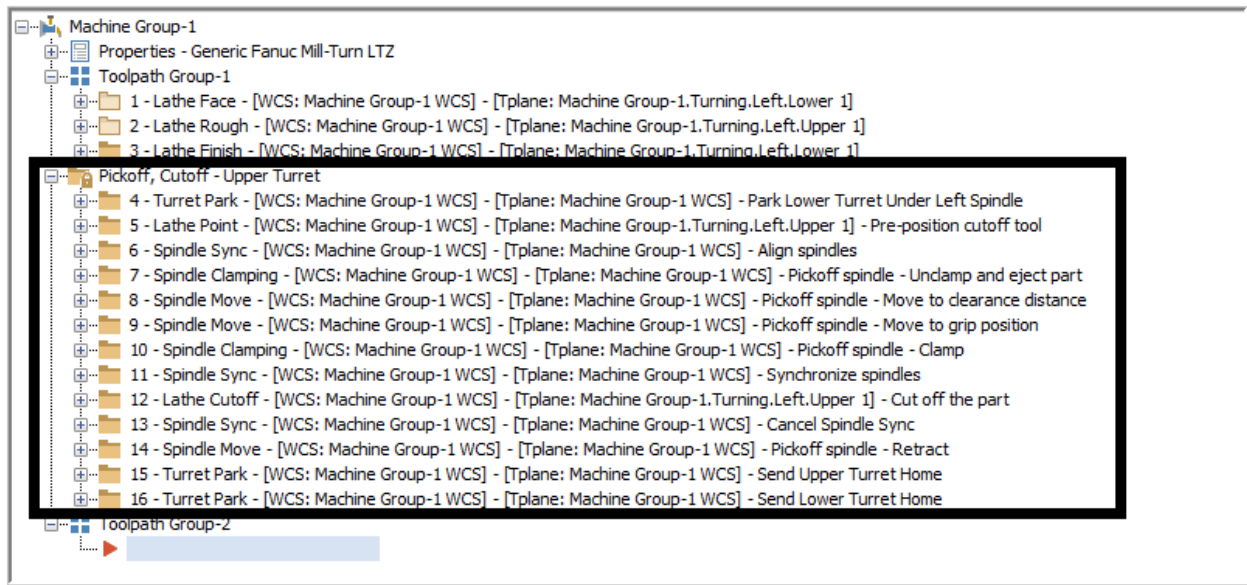 Machine Group-1
Properties - Generic Fanuc Mill-Turn LTZ
Toolpath Group-1
1 - Lathe Face - [WCS: Machine Group-1 WCS] - [Tplane: Machine Group-1.Turning.Left.Lower 1]
2 - Lathe Rough - [WCS: Machine Group-1 WCS] - [Tplane: Machine Group-1.Turning.Left.Upper 1]
3 - Lathe Finish - [WCS: Machine Group-1 WCS] - [Tplane: Machine Group-1.Turning.Left.Lower 1]
Pickoff, Cutoff - Upper Turret
4 - Turret Park - [WCS: Machine Group-1 WCS] - [Tplane: Machine Group-1 WCS] - Park Lower Turret Under Left Spindle
5 - Lathe Point - [WCS: Machine Group-1 WCS] - [Tplane: Machine Group-1.Turning.Left.Upper 1] - Pre-position cutoff tool
6 - Spindle Sync - [WCS: Machine Group-1 WCS] - [Tplane: Machine Group-1 WCS] - Align spindles
7 - Spindle Clamping - [WCS: Machine Group-1 WCS] - [Tplane: Machine Group-1 WCS] - Pickoff spindle - Unclamp and eject part
8 - Spindle Move - [WCS: Machine Group-1 WCS] - [Tplane: Machine Group-1 WCS] - Pickoff spindle - Move to clearance distance
9 - Spindle Move - [WCS: Machine Group-1 WCS] - [Tplane: Machine Group-1 WCS] - Pickoff spindle - Move to grip position
10 - Spindle Clamping - [WCS: Machine Group-1 WCS] - [Tplane: Machine Group-1 WCS] - Pickoff spindle - Clamp
11 - Spindle Sync - [WCS: Machine Group-1 WCS] - [Tplane: Machine Group-1 WCS] - Synchronize spindles
12 - Lathe Cutoff - [WCS: Machine Group-1 WCS] - [Tplane: Machine Group-1.Turning.Left.Upper 1] - Cut off the part
13 - Spindle Sync - [WCS: Machine Group-1 WCS] - [Tplane: Machine Group-1 WCS] - Cancel Spindle Sync
14 - Spindle Move - [WCS: Machine Group-1 WCS] - [Tplane: Machine Group-1 WCS] - Pickoff spindle - Retract
15 - Turret Park - [WCS: Machine Group-1 WCS] - [Tplane: Machine Group-1 WCS] - Send Upper Turret Home
16 - Turret Park - [WCS: Machine Group-1 WCS] - [Tplane: Machine Group-1 WCS] - Send Lower Turret Home
Toolpath Group-2